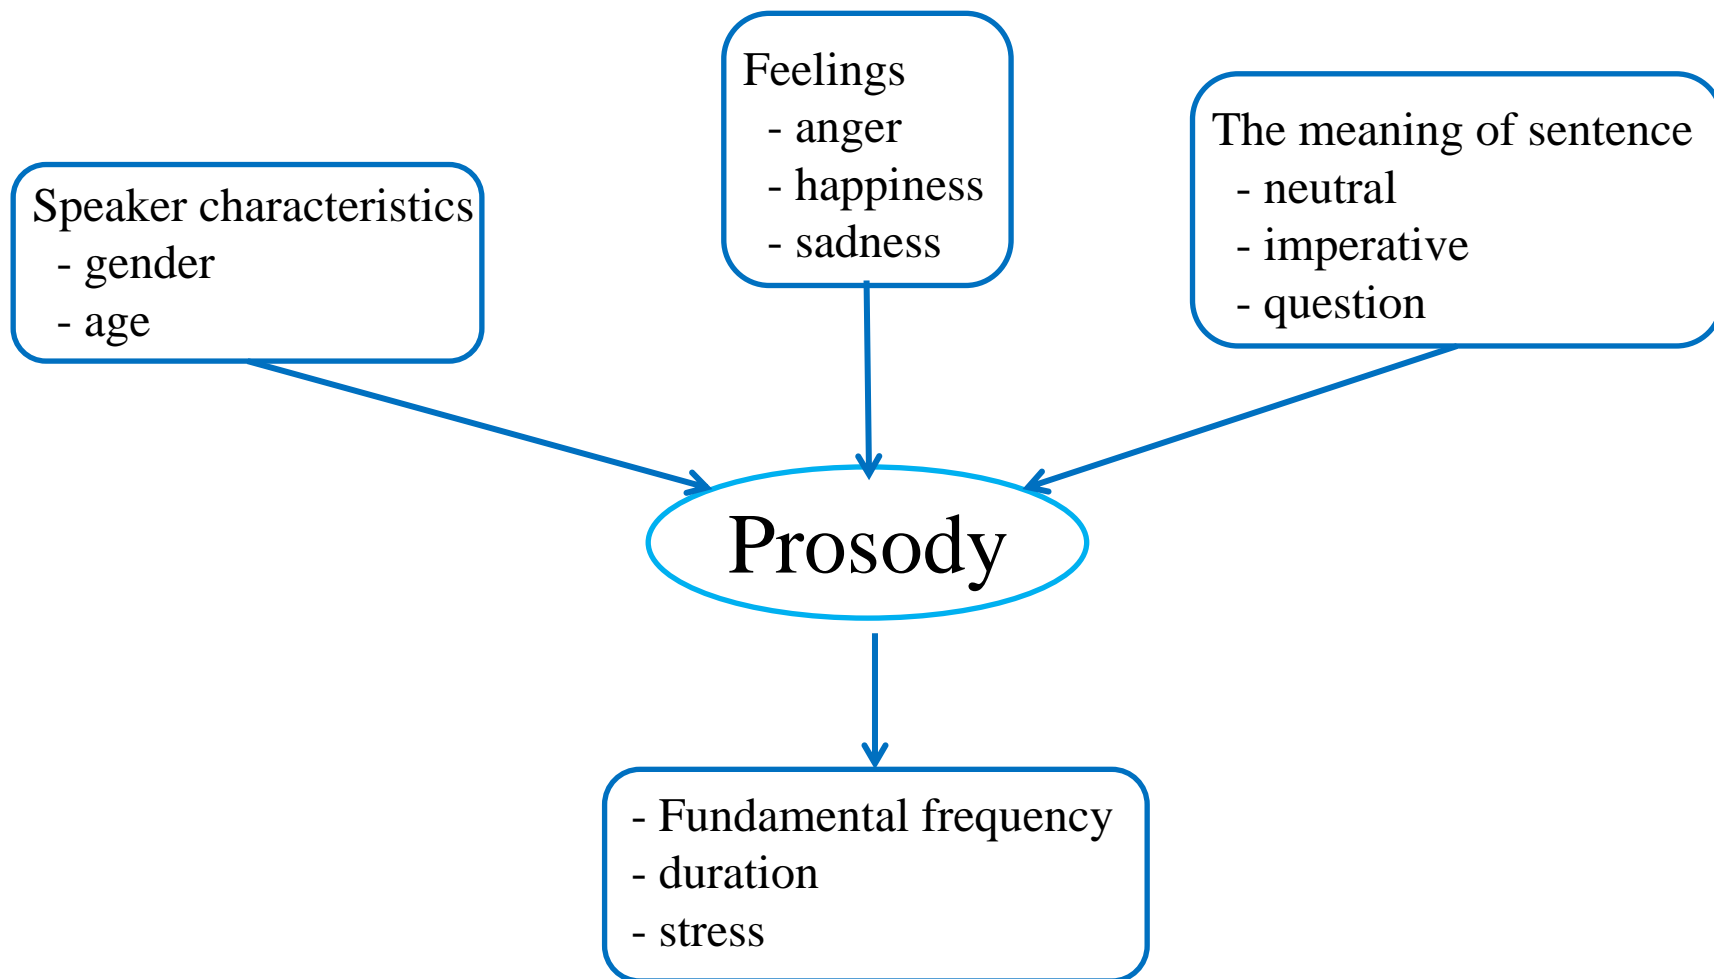 Feelings
- anger
- happiness
- sadness
The meaning of sentence
- neutral
- imperative
- question
Speaker characteristics
- gender
- age
Prosody
- Fundamental frequency
- duration
- stress